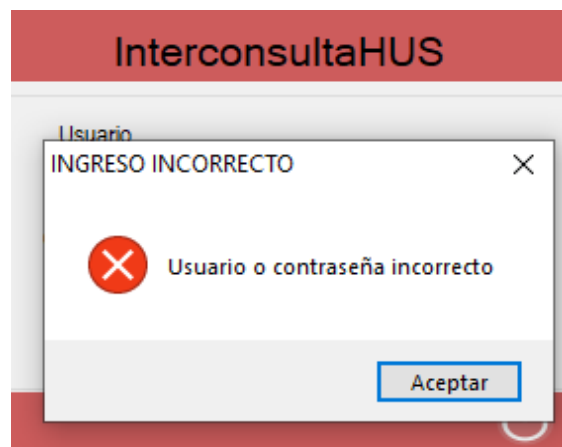 InterconsultaHUS
Usuario
INGRESO INCORRECTO
Usuario o contraseña incorrecto
Aceptar